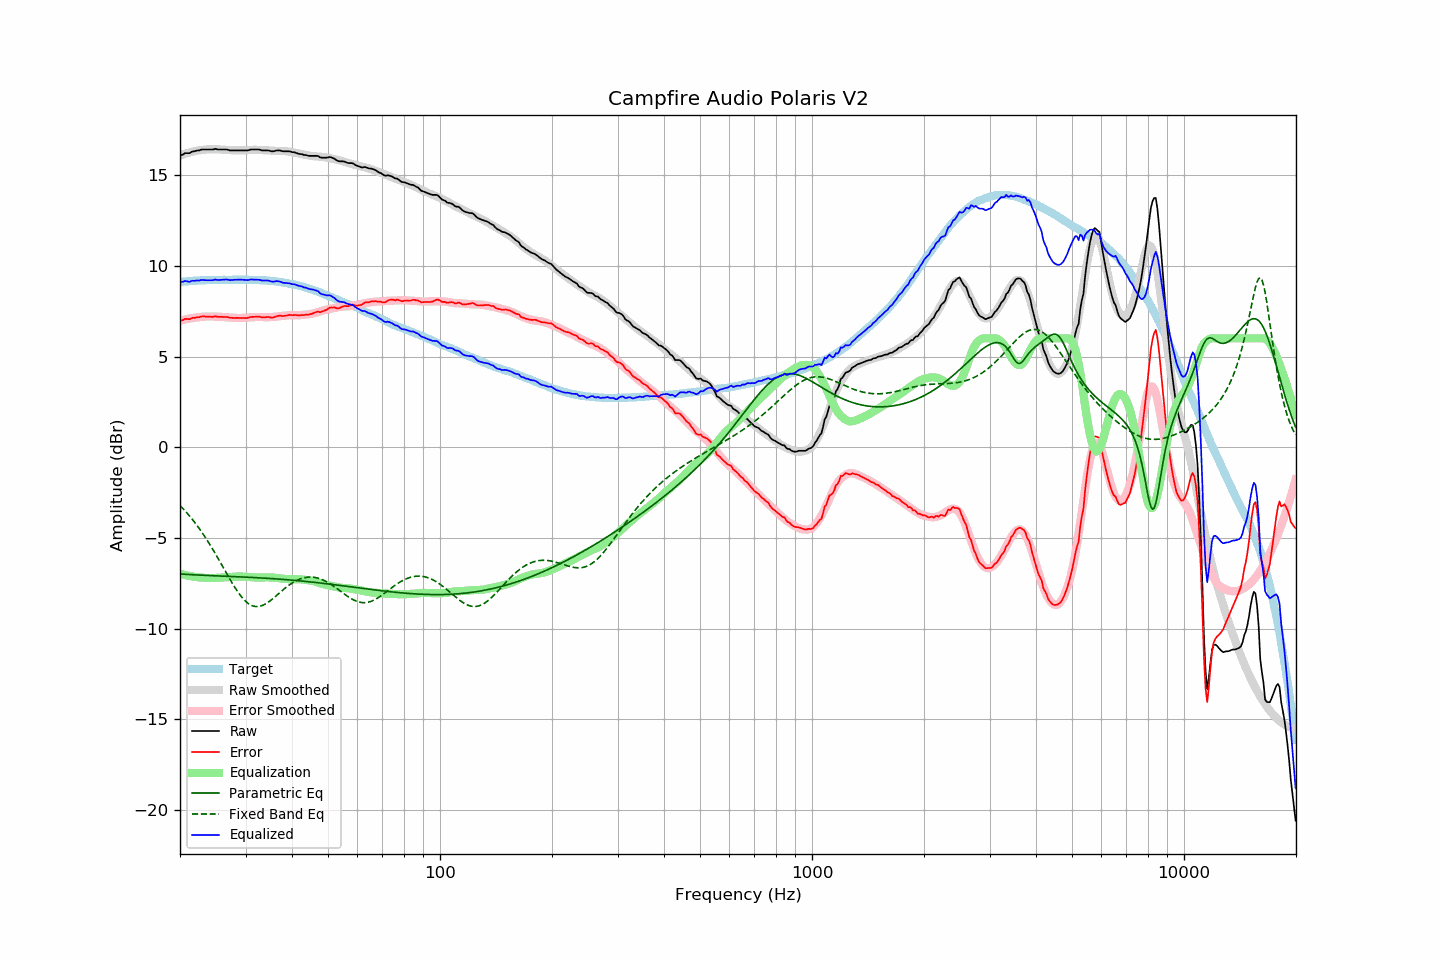 Campfire Audio Polaris V2
15
10
5
0
−5
−10
−15
−20
Amplitude (dBr)
Target
Raw Smoothed
Error Smoothed
Raw
Error
Equalization
Parametric Eq
Fixed Band Eq
Equalized
100
1000
10000
Frequency (Hz)